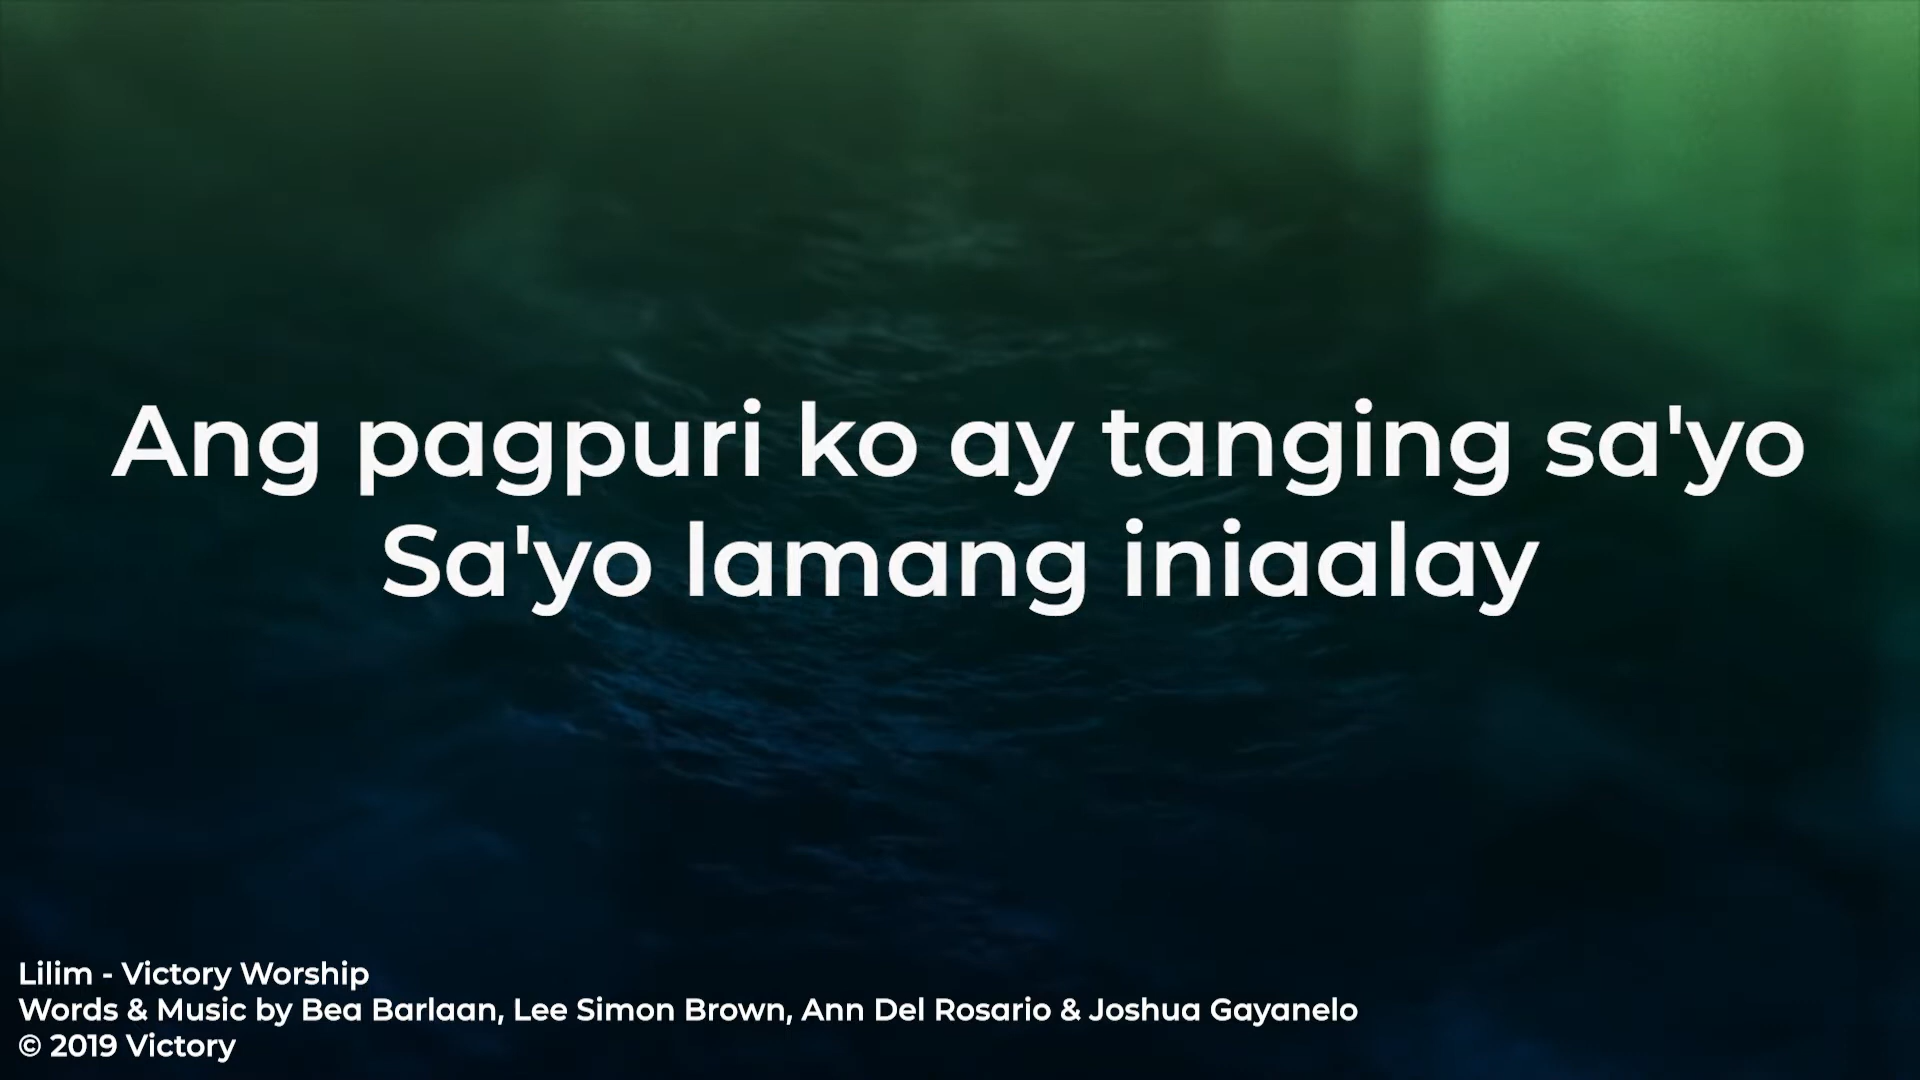 Ang pagpuri ko ay tanging sa'yo
Sa'yo lamang iniaalay
Lilim - Victory Worship
Words & Music by Bea Barlaan, Lee Simon Brown, Ann Del Rosario & Joshua Gayanelo
© 2019 Victory